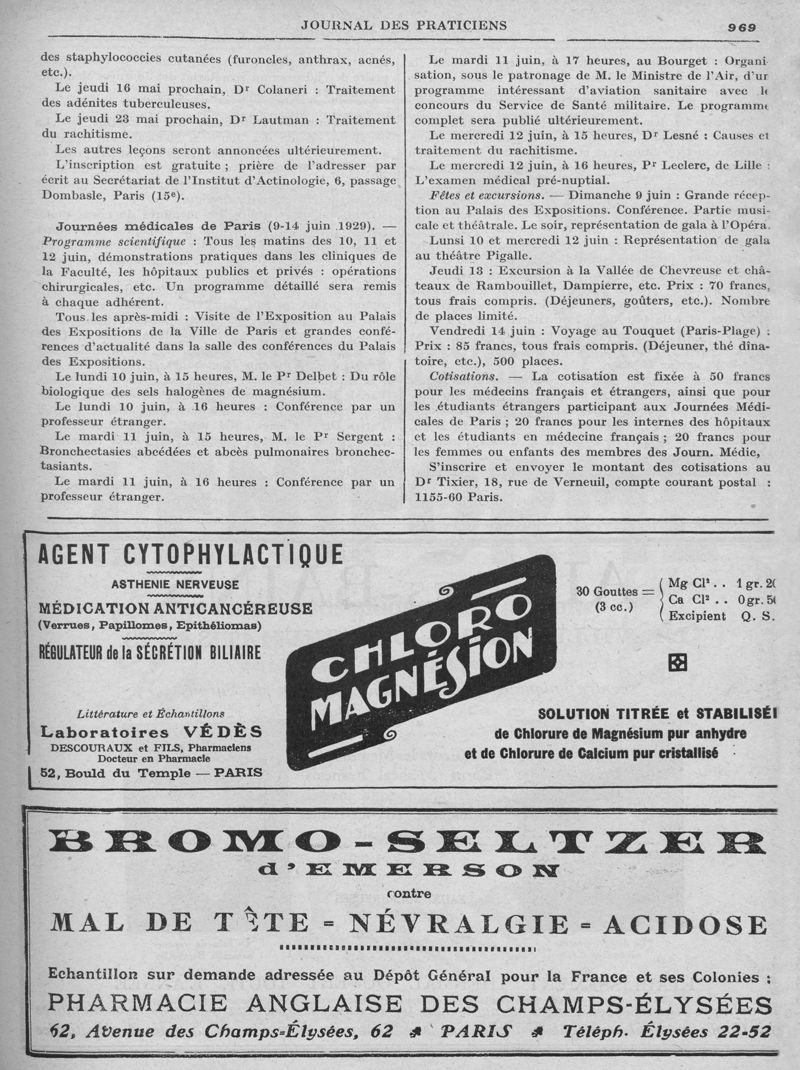 JOURNAL DES PRATICIENS
969
des staphylococcies cutanées (furoncles, anthrax, acnés,
etc.).
Le jeudi 16 mai prochain, Dr Colaneri : Traitement
des adénites tuberculeuses.
Le jeudi 23 mai prochain, Dr Lautman : Traitement
du rachitisme.
Les autres leçons seront annoncées ultérieurement.
L'inscription est gratuite ; prière de l'adresser par
écrit au Secrétariat de l'Institut d'Actinologie, 6, passage
Dombasle, Paris (15e).
Journées médicales de Paris (9-14 juin 1929). —
Programme scientifique : Tous les matins des 10, 11 et
12 juin, démonstrations pratiques dans les cliniques de
la Faculté, les hôpitaux publics et privés : opérations
chirurgicales, etc. Un programme détaillé sera remis
à chaque adhérent.
Tous les après-midi : Visite de l'Exposition au Palais
des Expositions de la Ville de Paris et grandes confé-
rences d'actualité dans la salle des conférences du Palais
des Expositions.
Le lundi 10 juin, à 15 heures, M. le Pr Delbet : Du rôle
biologique des sels halogènes de magnésium.
Le lundi 10 juin, à 16 heures : Conférence par un
professeur étranger.
Le mardi 11 juin, à 15 heures, M. le Pr Sergent :
Bronchectasies abcédées et abcès pulmonaires bronchec-
tasiants.
Le mardi 11 juin, à 16 heures : Conférence par un
professeur étranger.
Le mardi 11 juin, à 17 heures, au Bourget : Organi
sation, sous le patronage de M. le Ministre de l'Air, d'un
programme intéressant d'aviation sanitaire avec le
concours du Service de Santé militaire. Le programme
complet sera publié ultérieurement.
Le mercredi 12 juin, à 15 heures, Dr Lesné : Causes et
traitement du rachitisme.
Le mercredi 12 juin, à 16 heures, Pr Leclerc, de Lille :
L'examen médical pré-nuptial.
Fêtes et excursions. — Dimanche 9 juin : Grande récep-
tion au Palais des Expositions. Conférence. Partie musi-
cale et théâtrale. Le soir, représentation de gala à l'Opéra.
Lunsi 10 et mercredi 12 juin : Représentation de gala
au théâtre Pigalle.
Jeudi 13 : Excursion à la Vallée de Chevreuse et châ-
teaux de Rambouillet, Dampierre, etc. Prix : 70 francs,
tous frais compris. (Déjeuners, goûters, etc.). Nombre
de places limité.
Vendredi 14 juin : Voyage au Touquet (Paris-Plage) :
Prix : 85 francs, tous frais compris. (Déjeuner, thé dîna-
toire, etc.), 500 places.
Cotisations. — La cotisation est fixée à 50 francs
pour les médecins français et étrangers, ainsi que pour
les étudiants étrangers participant aux Journées Médi-
cales de Paris ; 20 francs pour les internes des hôpitaux
et les étudiants en médecine français ; 20 francs pour
les femmes ou enfants des membres des Journ. Médic,
S'inscrire et envoyer le montant des cotisations au
Dr Tixier, 18, rue de Verneuil, compte courant postal :
1155-60 Paris.
AGENT CYTOPHYLACTIQUE
ASTHENIE NERVEUSE
MÉDICATION ANTICANCÉREUSE
(Verrues, Papillomes, Epithéliomas)
RÉGULATEUR de la SÉCRÉTION BILIAIRE
Littérature et Échantillons
Laboratoires VÉDÈS
DESCOURAUX et FILS, Pharmaciens
Docteur en Pharmacie
52, Bould du Temple — PARIS
CHLORO
MAGNÉSION
30 Gouttes =
(3 cc.)
Mg Cl² . . 1 gr. 20
Ca Cl² . . 0 gr. 50
Excipient Q. S.
SOLUTION TITRÉE et STABILISÉE
de Chlorure de Magnésium pur anhydre
et de Chlorure de Calcium pur cristallisé
BROMO-SELTZER
d'EMERSON
contre
MAL DE TÊTE = NÉVRALGIE = ACIDOSE
Echantillon sur demande adressée au Dépôt Général pour la France et ses Colonies :
PHARMACIE ANGLAISE DES CHAMPS-ÉLYSÉES
62, Avenue des Champs=Élysées, 62 PARIS Téléph. Élysées 22-52